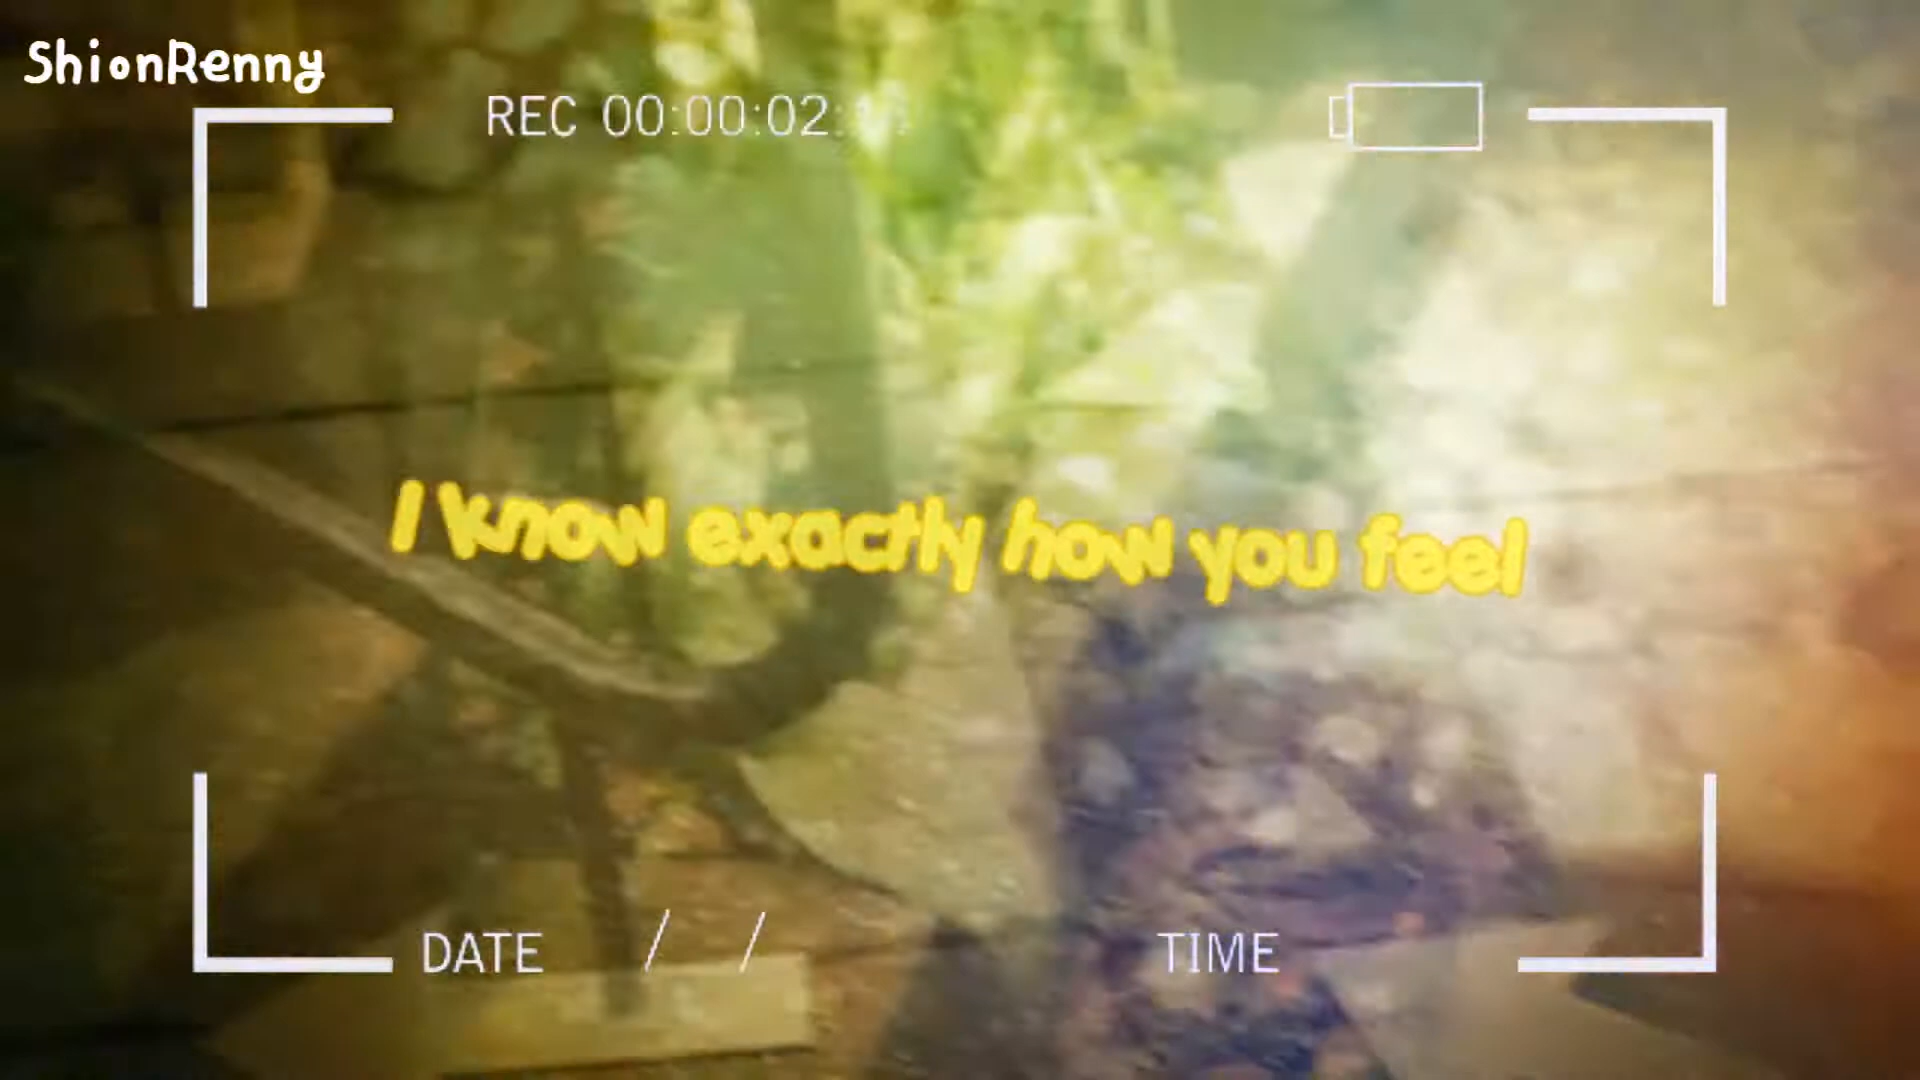 ShionRenny
REC 00:00:02
I know exactly how you feel
DATE / /
TIME